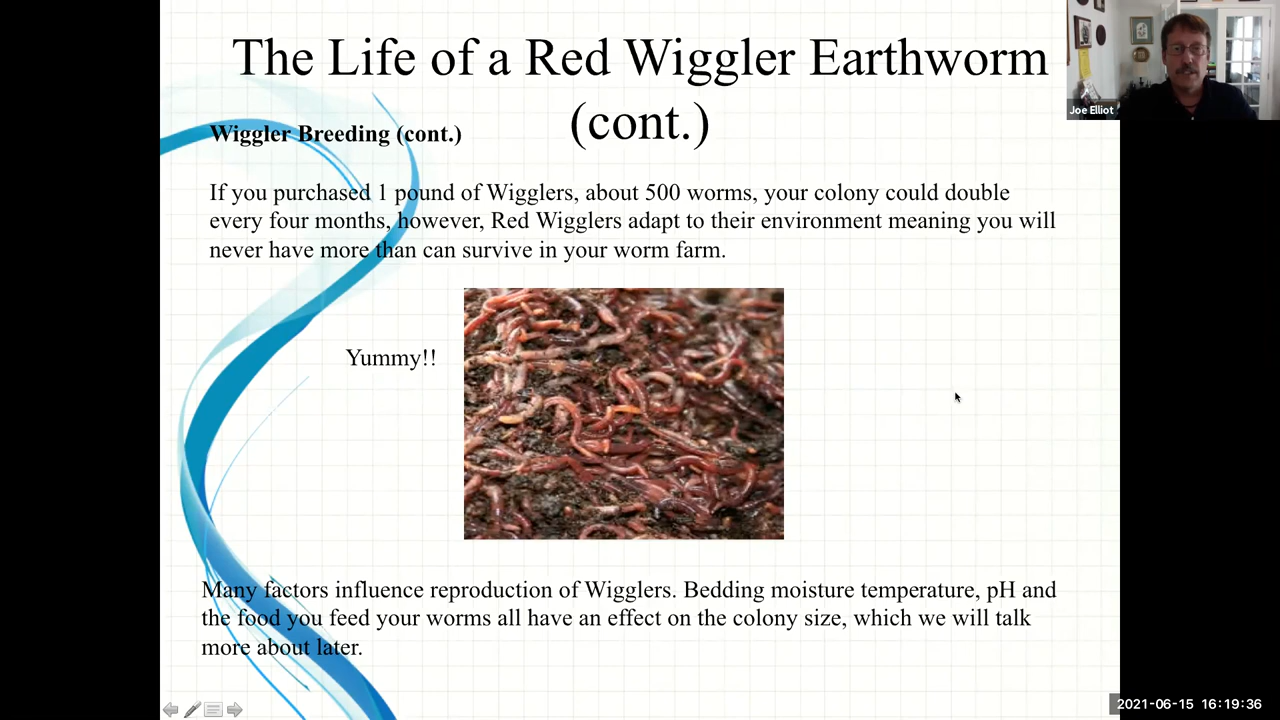 The Life of a Red Wiggler Earthworm
(cont.)
Wiggler Breeding (cont.)
If you purchased 1 pound of Wigglers, about 500 worms, your colony could double
every four months, however, Red Wigglers adapt to their environment meaning you will
never have more than can survive in your worm farm.
Yummy!!
Many factors influence reproduction of Wigglers. Bedding moisture temperature, pH and
the food you feed your worms all have an effect on the colony size, which we will talk
more about later.
Joe Elliot
2021-06-15 16:19:36